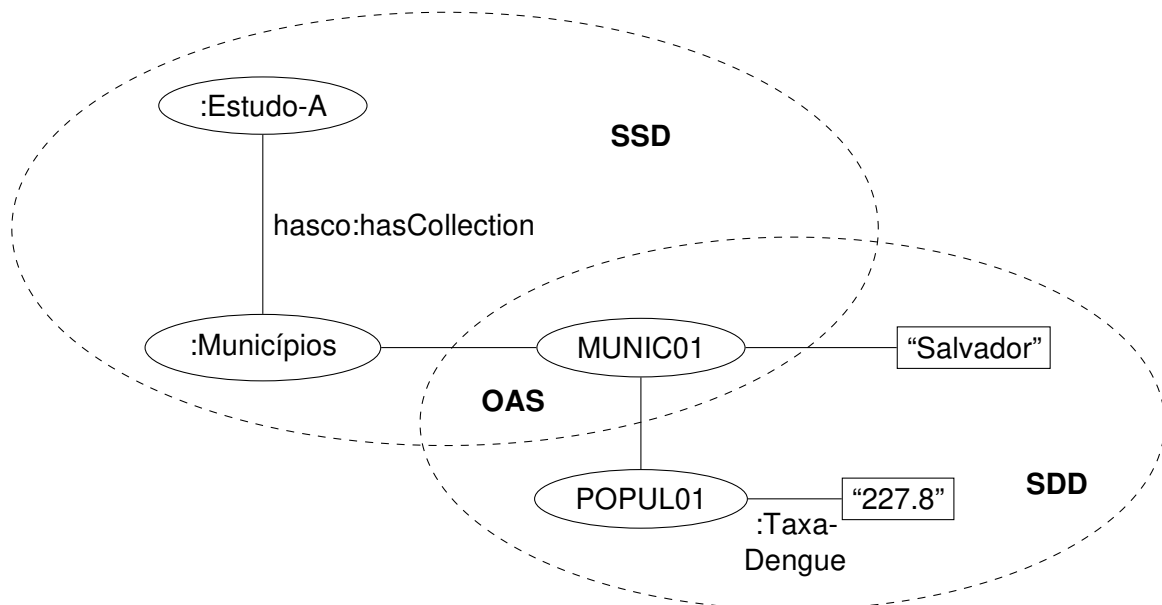 :Estudo-A
SSD
hasco:hasCollection
:Municípios
MUNIC01
“Salvador”
OAS
POPUL01
“227.8”
SDD
:Taxa-
Dengue